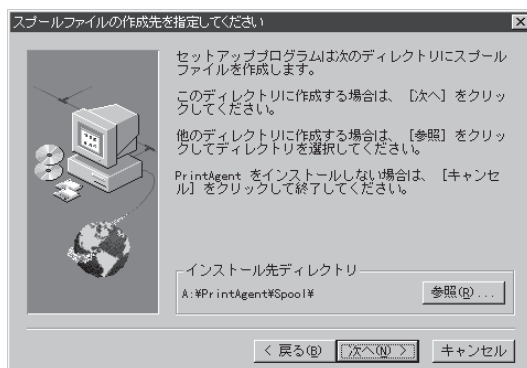 スプールファイルの作成先を指定してください
セットアッププログラムは次のディレクトリにスプール
ファイルを作成します。
このディレクトリに作成する場合は、［次へ］をクリッ
クしてください。
他のディレクトリに作成する場合は、［参照］をクリッ
クしてディレクトリを選択してください。
PrintAgent をインストールしない場合は、［キャンセ
ル］をクリックして終了してください。
インストール先ディレクトリ
A:¥PrintAgent¥Spool¥
参照(R)...
< 戻る(B)
次へ(N) >
キャンセル